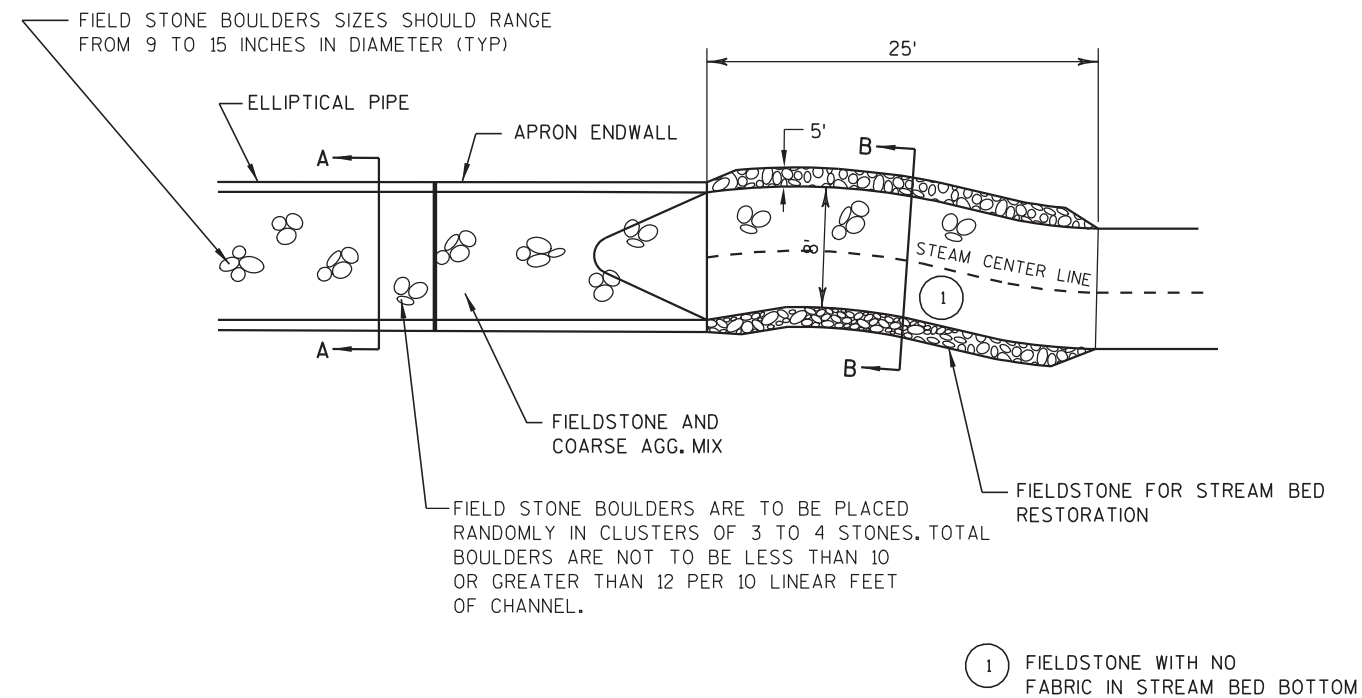 FIELD STONE BOULDERS SIZES SHOULD RANGE
FROM 9 TO 15 INCHES IN DIAMETER (TYP)
25'
ELLIPTICAL PIPE
APRON ENDWALL
5'
A
B
8'
STEAM CENTER LINE
1
A
B
FIELDSTONE AND
COARSE AGG. MIX
FIELDSTONE FOR STREAM BED
RESTORATION
FIELD STONE BOULDERS ARE TO BE PLACED
RANDOMLY IN CLUSTERS OF 3 TO 4 STONES. TOTAL
BOULDERS ARE NOT TO BE LESS THAN 10
OR GREATER THAN 12 PER 10 LINEAR FEET
OF CHANNEL.
1 FIELDSTONE WITH NO
FABRIC IN STREAM BED BOTTOM